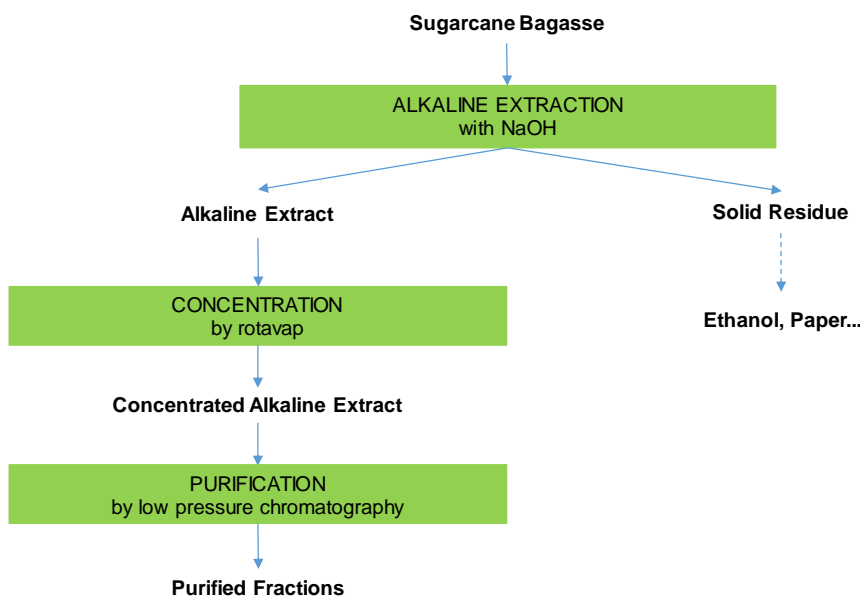 Sugarcane Bagasse
ALKALINE EXTRACTION
with NaOH
Alkaline Extract
Solid Residue
CONCENTRATION
by rotavap
Ethanol, Paper...
Concentrated Alkaline Extract
PURIFICATION
by low pressure chromatography
Purified Fractions